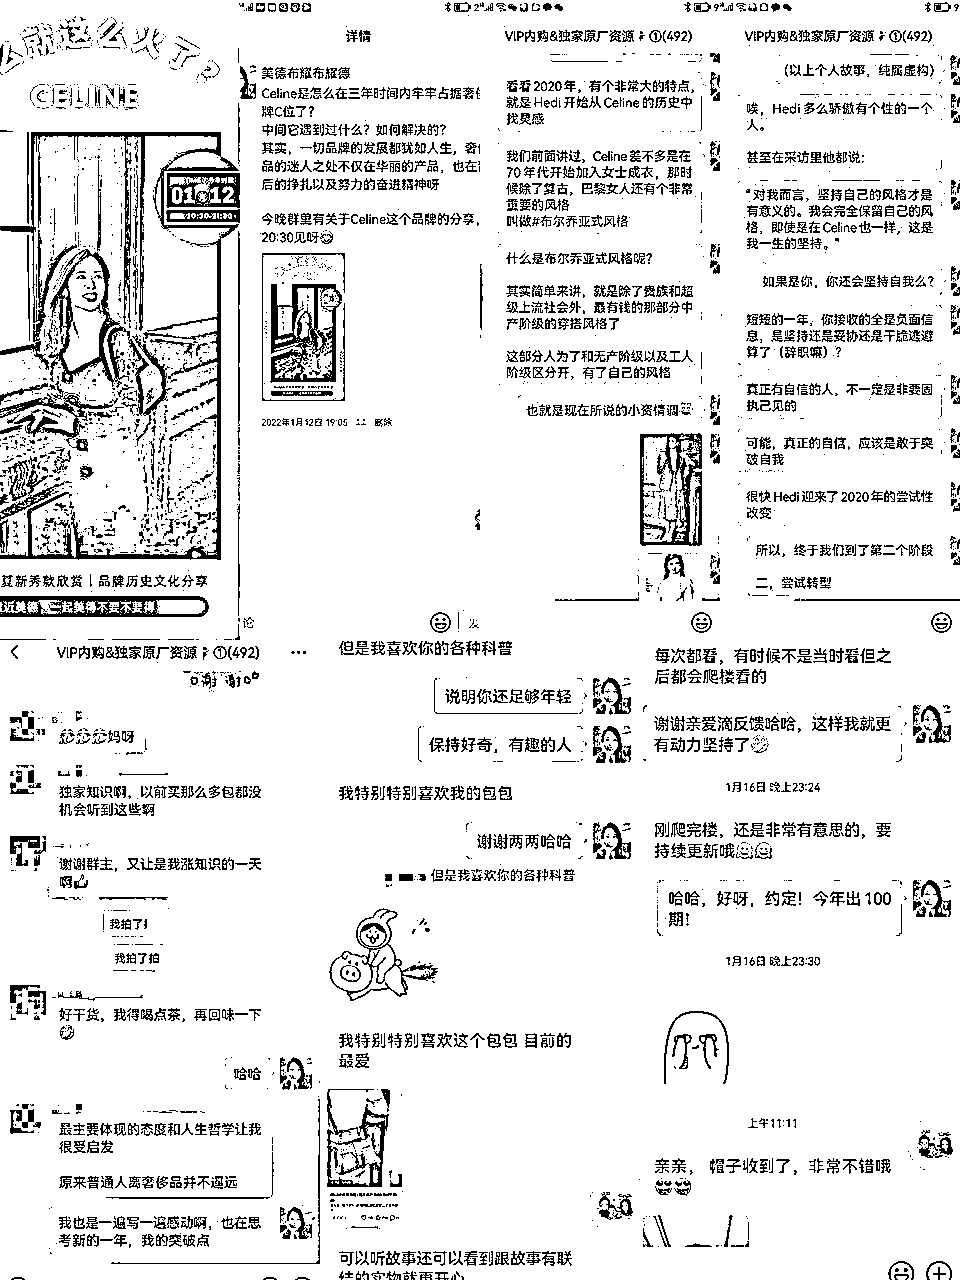 么就这么火了?
CELINE
01 12
20:30-21:30
新秀款欣赏 | 品牌历史文化分享
一起美得不要不要得
详情
美德布耀布耀德
Celine是怎么在三年时间内牢牢占据奢
牌C位了?
中间它遇到过什么?如何解决的?
其实,一切品牌的发展都犹如人生,奢
品的迷人之处不仅在华丽的产品,也在
后的挣扎以及努力的奋进精神呀
今晚群里有关于Celine这个品牌的分享,
20:30见呀
2022年1月12日 19:05 删除
论
VIP内购&独家原厂资源 ①(492)
看看2020年,有个非常大的特点,
就是 Hedi 开始从 Celine 的历史中
找灵感
我们前面讲过,Celine差不多是在
70年代开始加入女士成衣,那时
候除了复古,巴黎女人还有个非常
重要的风格
叫做#布尔乔亚式风格
什么是布尔乔亚式风格呢?
其实简单来讲,就是除了贵族和超
级上流社会外,最有钱的那部分中
产阶级的穿搭风格了
这部分人为了和无产阶级以及工人
阶级区分开,有了自己的风格
也就是现在所说的小资情调
发
VIP内购&独家原厂资源 ①(492)
(以上个人故事,纯属虚构)
唉,Hedi 多么骄傲有个性的一个
人。
甚至在采访里他都说:
“对我而言,坚持自己的风格才是
有意义的。我会完全保留自己的风
格,即使是在 Celine 也一样,这是
我一生的坚持。”
如果是你,你还会坚持自我么?
短短的一年,你接收的全是负面信
息,是坚持还是妥协还是干脆逃避
算了(辞职嘛)?
真正有自信的人,不一定是非要固
执己见的
可能,真正的自信,应该是敢于突
破自我
很快 Hedi 迎来了 2020 年的尝试性
改变
所以,终于我们到了第二个阶段
二、尝试转型
VIP内购&独家原厂资源 ①(492)
妈呀
独家知识啊,以前买那么多包都没
机会听到这些啊
谢谢群主,又让是我涨知识的一天
啊
我拍了
我拍了拍
好干货,我得喝点茶,再回味一下
哈哈
最主要体现的态度和人生哲学让我
很受启发
原来普通人离奢侈品并不遥远
我也是一遍写一遍感动啊,也在思
考新的一年,我的突破点
但是我喜欢你的各种科普
说明你还足够年轻
保持好奇,有趣的人
我特别特别喜欢我的包包
谢谢两两哈哈
但是我喜欢你的各种科普
我特别特别喜欢这个包包 目前的
最爱
可以听故事还可以看到跟故事有联
结的实物就更开心
每次都看,有时候不是当时看但之
后都会爬楼看的
谢谢亲爱滴反馈哈哈,这样我就更
有动力坚持了
1月16日 晚上23:24
刚爬完楼,还是非常有意思的,要
持续更新哦
哈哈,好呀,约定!今年出 100
期!
1月16日 晚上23:30
上午11:11
亲亲, 帽子收到了,非常不错哦